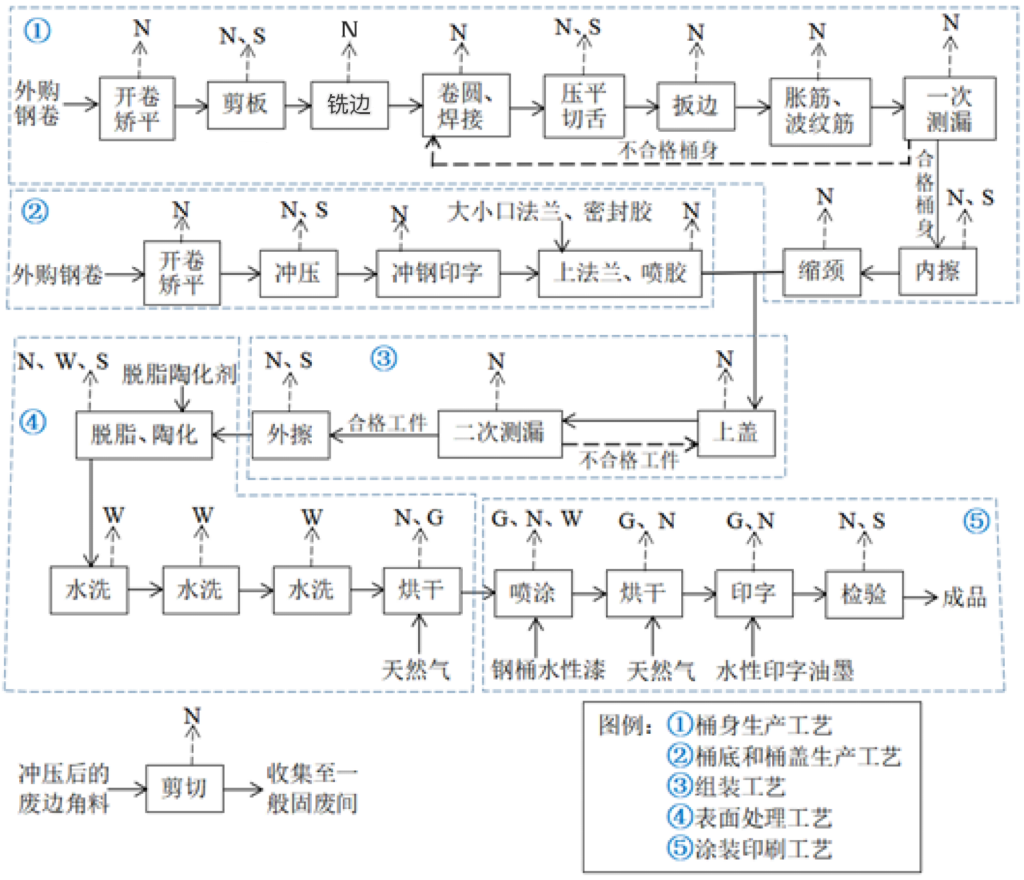 ①
N
N、S
N
N
N、S
N
N
N
外购
钢卷
开卷
矫平
剪板
铣边
卷圆、
焊接
压平
切舌
扳边
胀筋、
波纹筋
一次
测漏
不合格桶身
合格桶身
②
N
N、S
N
大小口法兰、密封胶
N
N
N、S
外购钢卷
开卷
矫平
冲压
冲钢印字
上法兰、喷胶
缩颈
内擦
③
N、W、S
脱脂陶化剂
N、S
N
N
④
脱脂、陶化
外擦
合格工件
二次测漏
不合格工件
上盖
W
W
W
N、G
G、N、W
G、N
G、N
N、S
⑤
水洗
水洗
水洗
烘干
喷涂
烘干
印字
检验
成品
天然气
钢桶水性漆
天然气
水性印字油墨
N
冲压后的
废边角料
剪切
收集至一
般固废间
图例：①桶身生产工艺
②桶底和桶盖生产工艺
③组装工艺
④表面处理工艺
⑤涂装印刷工艺